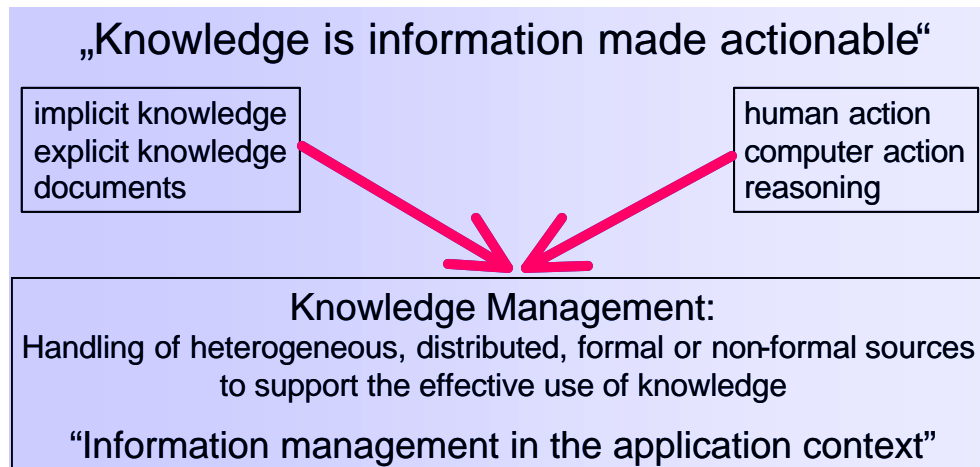 „Knowledge is information made actionable“
implicit knowledge
explicit knowledge
documents
human action
computer action
reasoning
Knowledge Management:
Handling of heterogeneous, distributed, formal or non-formal sources
to support the effective use of knowledge
“Information management in the application context”